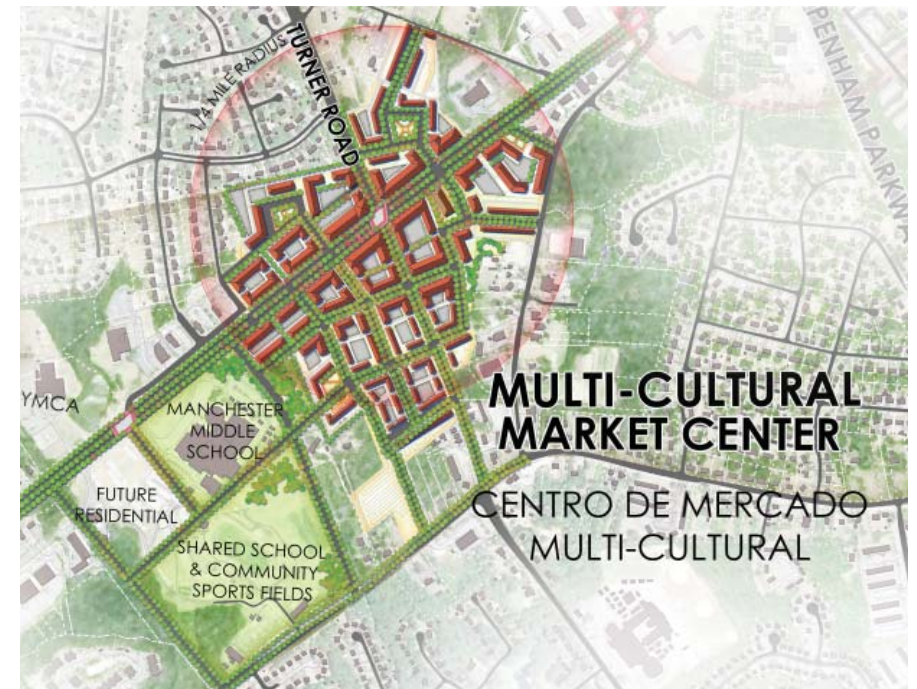 1/4 MILE RADIUS
TURNER ROAD
PENHAM PARKWA
YMCA
MANCHESTER
MIDDLE
SCHOOL
FUTURE
RESIDENTIAL
SHARED SCHOOL
& COMMUNITY
SPORTS FIELDS
MULTI-CULTURAL
MARKET CENTER
CENTRO DE MERCADO
MULTI-CULTURAL